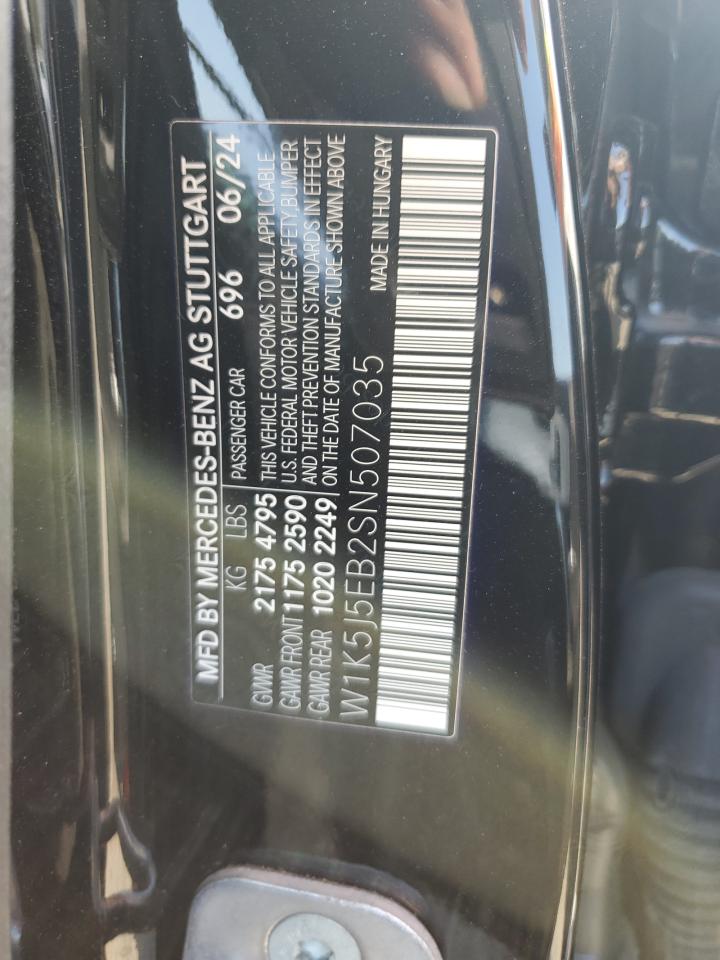 MFD BY MERCEDES-BENZ AG STUTTGART
KG LBS PASSENGER CAR 696 06/24
GVWR 2175 4795 THIS VEHICLE CONFORMS TO ALL APPLICABLE
GAWR FRONT 1175 2590 U.S. FEDERAL MOTOR VEHICLE SAFETY, BUMPER
GAWR REAR 1020 2249 AND THEFT PREVENTION STANDARDS IN EFFECT
ON THE DATE OF MANUFACTURE SHOWN ABOVE
W1K5J5EB2SN507035 MADE IN HUNGARY